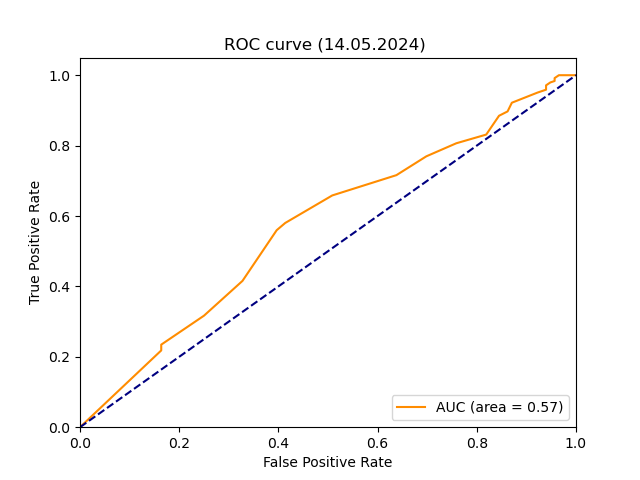 ROC curve (14.05.2024)
True Positive Rate
1.0
0.8
0.6
0.4
0.2
0.0
AUC (area = 0.57)
0.0 0.2 0.4 0.6 0.8 1.0
False Positive Rate